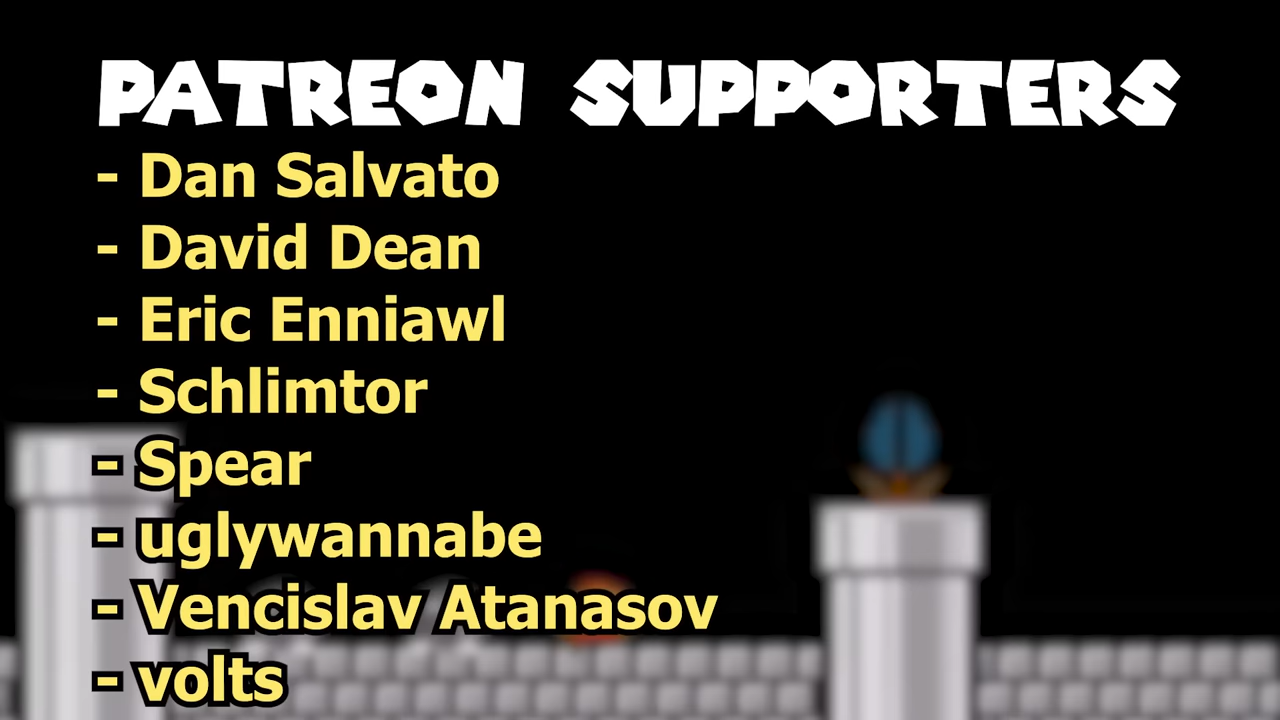 PATREON SUPPORTERS
- Dan Salvato
- David Dean
- Eric Enniawl
- Schlimtor
- Spear
- uglywannabe
- Vencislav Atanasov
- volts